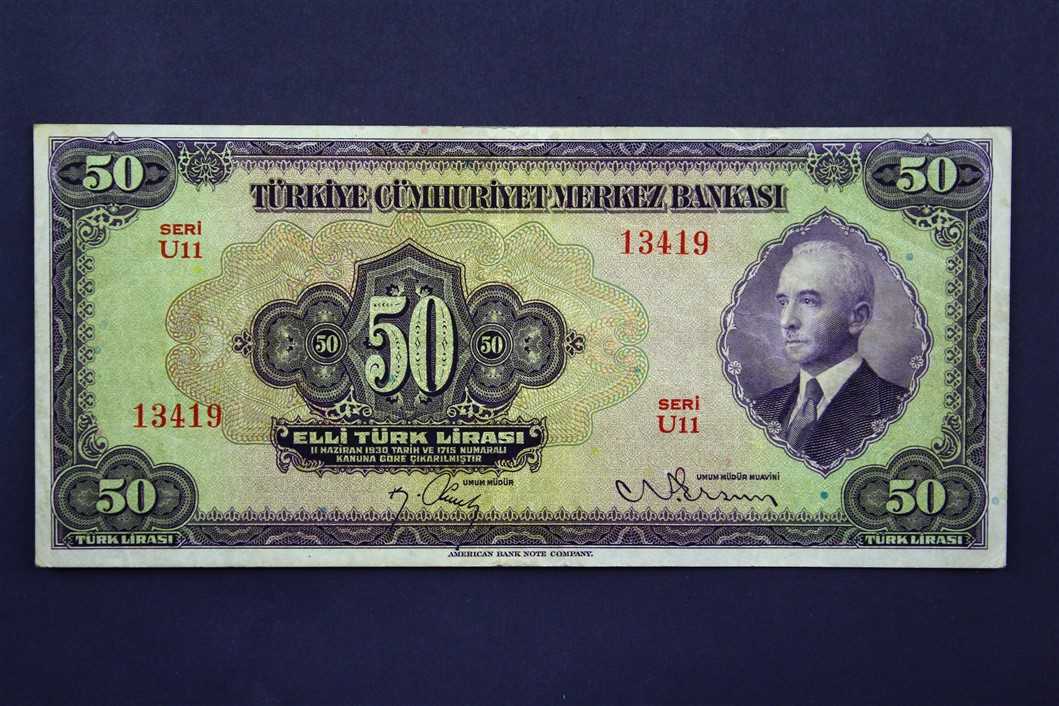 50 50
TÜRKİYE CÜMHURİYET MERKEZ BANKASI
SERİ
U11
13419
50
50 50
13419
SERİ
U11
ELLİ TÜRK LİRASI
11 HAZİRAN 1930 TARİH VE 1715 NUMARALI
KANUNA GÖRE ÇIKARILMIŞTIR
UMUM MÜDÜR
UMUM MÜDÜR MUAVİNİ
50 50
TÜRK LİRASI TÜRK LİRASI
AMERICAN BANK NOTE COMPANY.